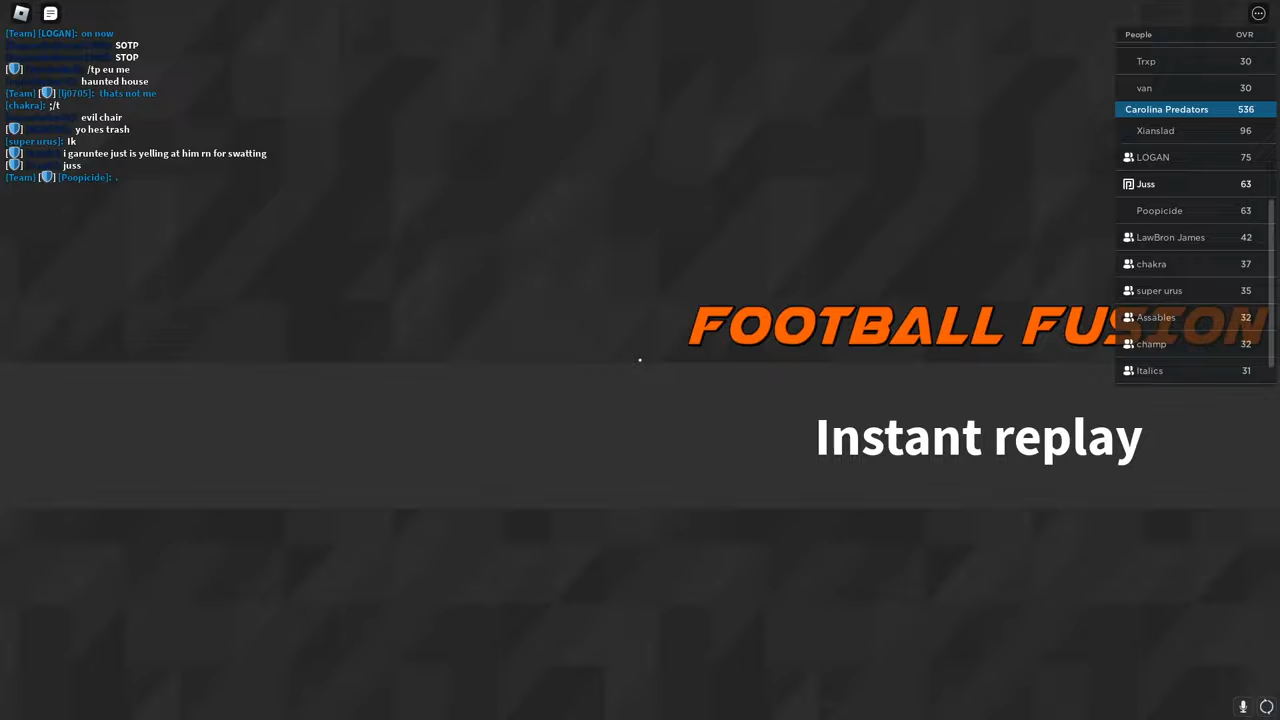 [Team] [LOGAN]: on now
SOTP
STOP
/tp eu me
haunted house
[Team] [lj0705]: thats not me
[chakra]: ;/t
evil chair
yo hes trash
[super urus]: Ik
i garuntee just is yelling at him rn for swatting
juss
[Team] [Poopicide]: .
People OVR
Trxp 30
van 30
Carolina Predators 536
Xianslad 96
LOGAN 75
Juss 63
Poopicide 63
LawBron James 42
chakra 37
super urus 35
Assables 32
champ 32
Italics 31
FOOTBALL FUSION
Instant replay